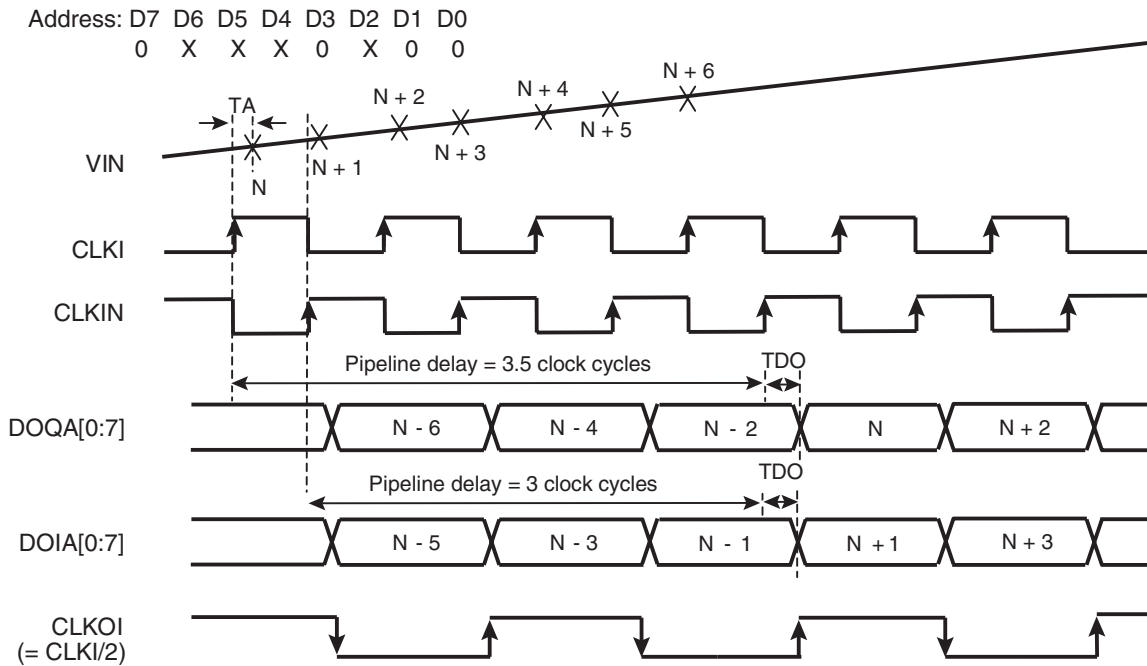 Address: D7 D6 D5 D4 D3 D2 D1 D0
0 X X X 0 X 0 0
TA
N + 2
N + 4
N + 6
VIN
N
N + 1
N + 3
N + 5
CLKI
CLKIN
Pipeline delay = 3.5 clock cycles
TDO
DOQA[0:7]
N - 6
N - 4
N - 2
N
N + 2
Pipeline delay = 3 clock cycles
TDO
DOIA[0:7]
N - 5
N - 3
N - 1
N + 1
N + 3
CLKOI
(= CLKI/2)